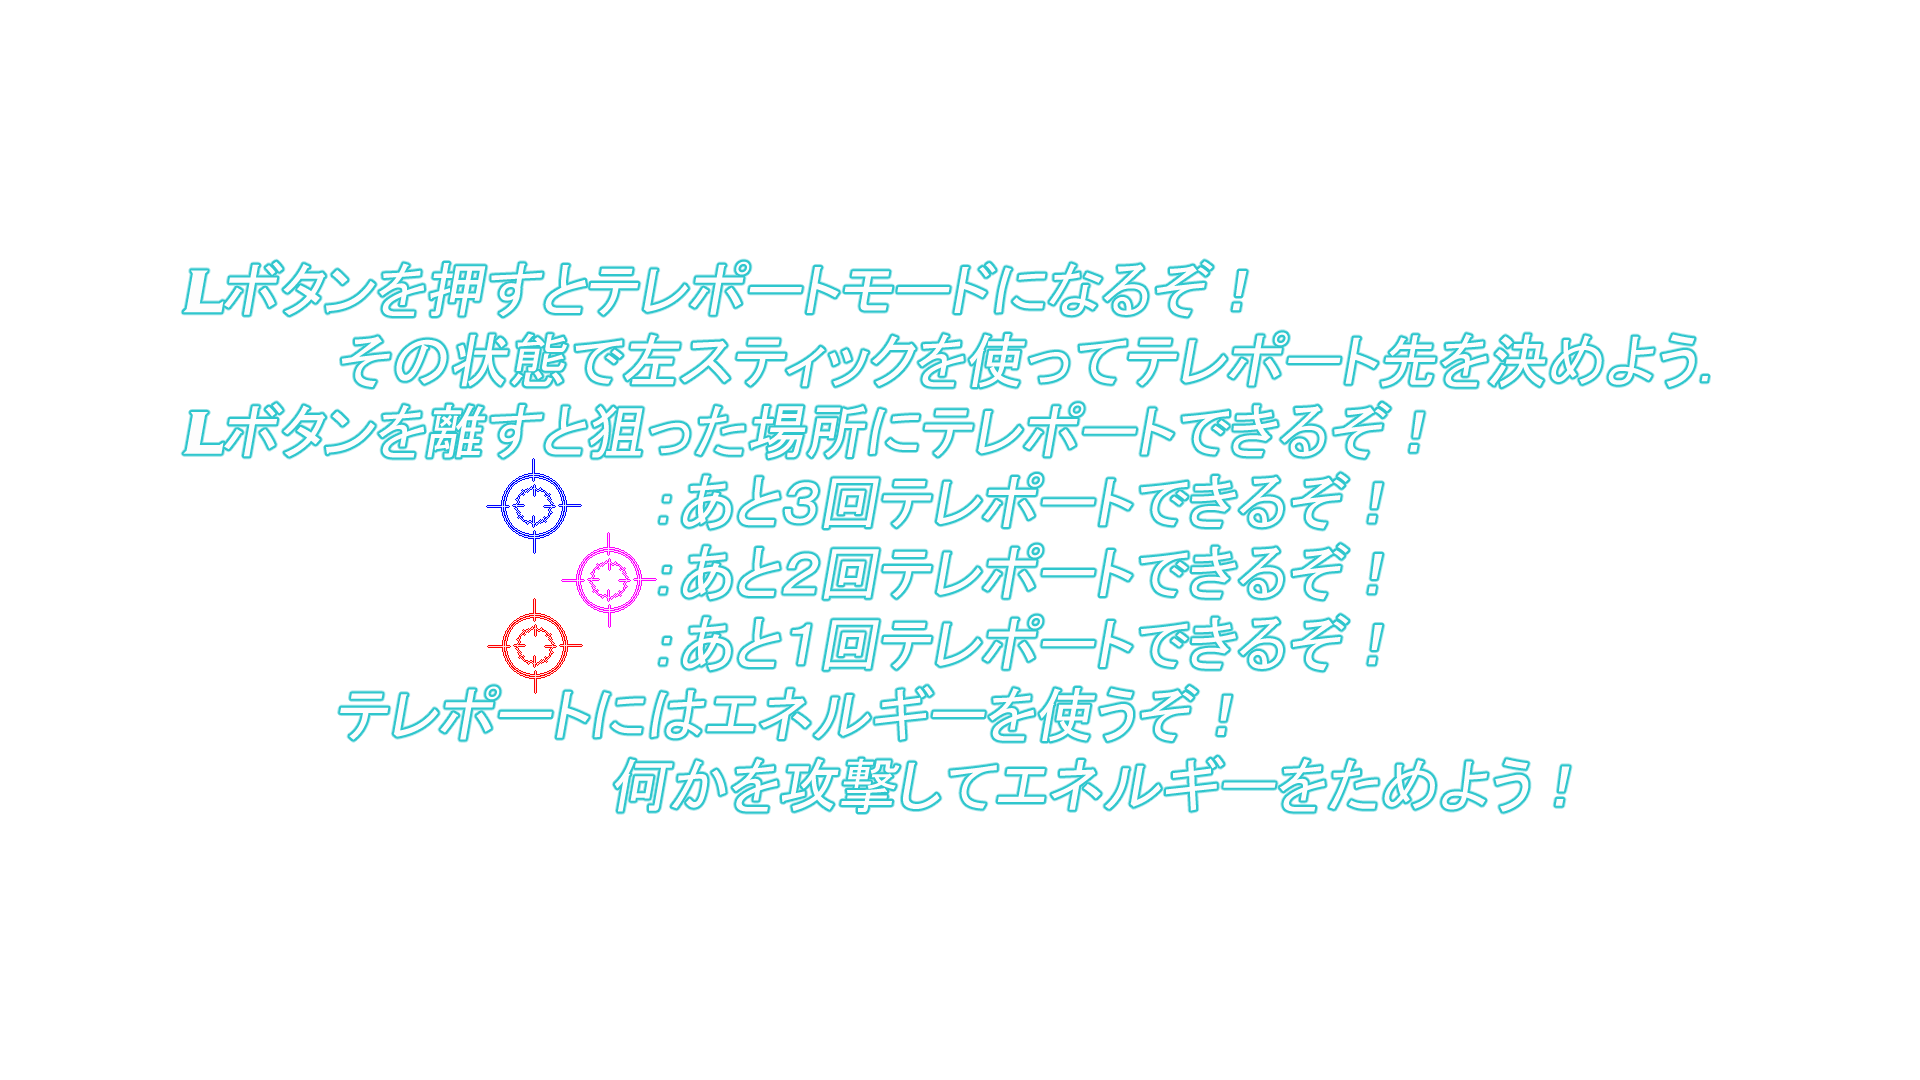 Lボタンを押すとテレポートモードになるぞ！
その状態で左スティックを使ってテレポート先を決めよう.
Lボタンを離すと狙った場所にテレポートできるぞ！
:あと3回テレポートできるぞ！
:あと2回テレポートできるぞ！
:あと1回テレポートできるぞ！
テレポートにはエネルギーを使うぞ！
何かを攻撃してエネルギーをためよう！